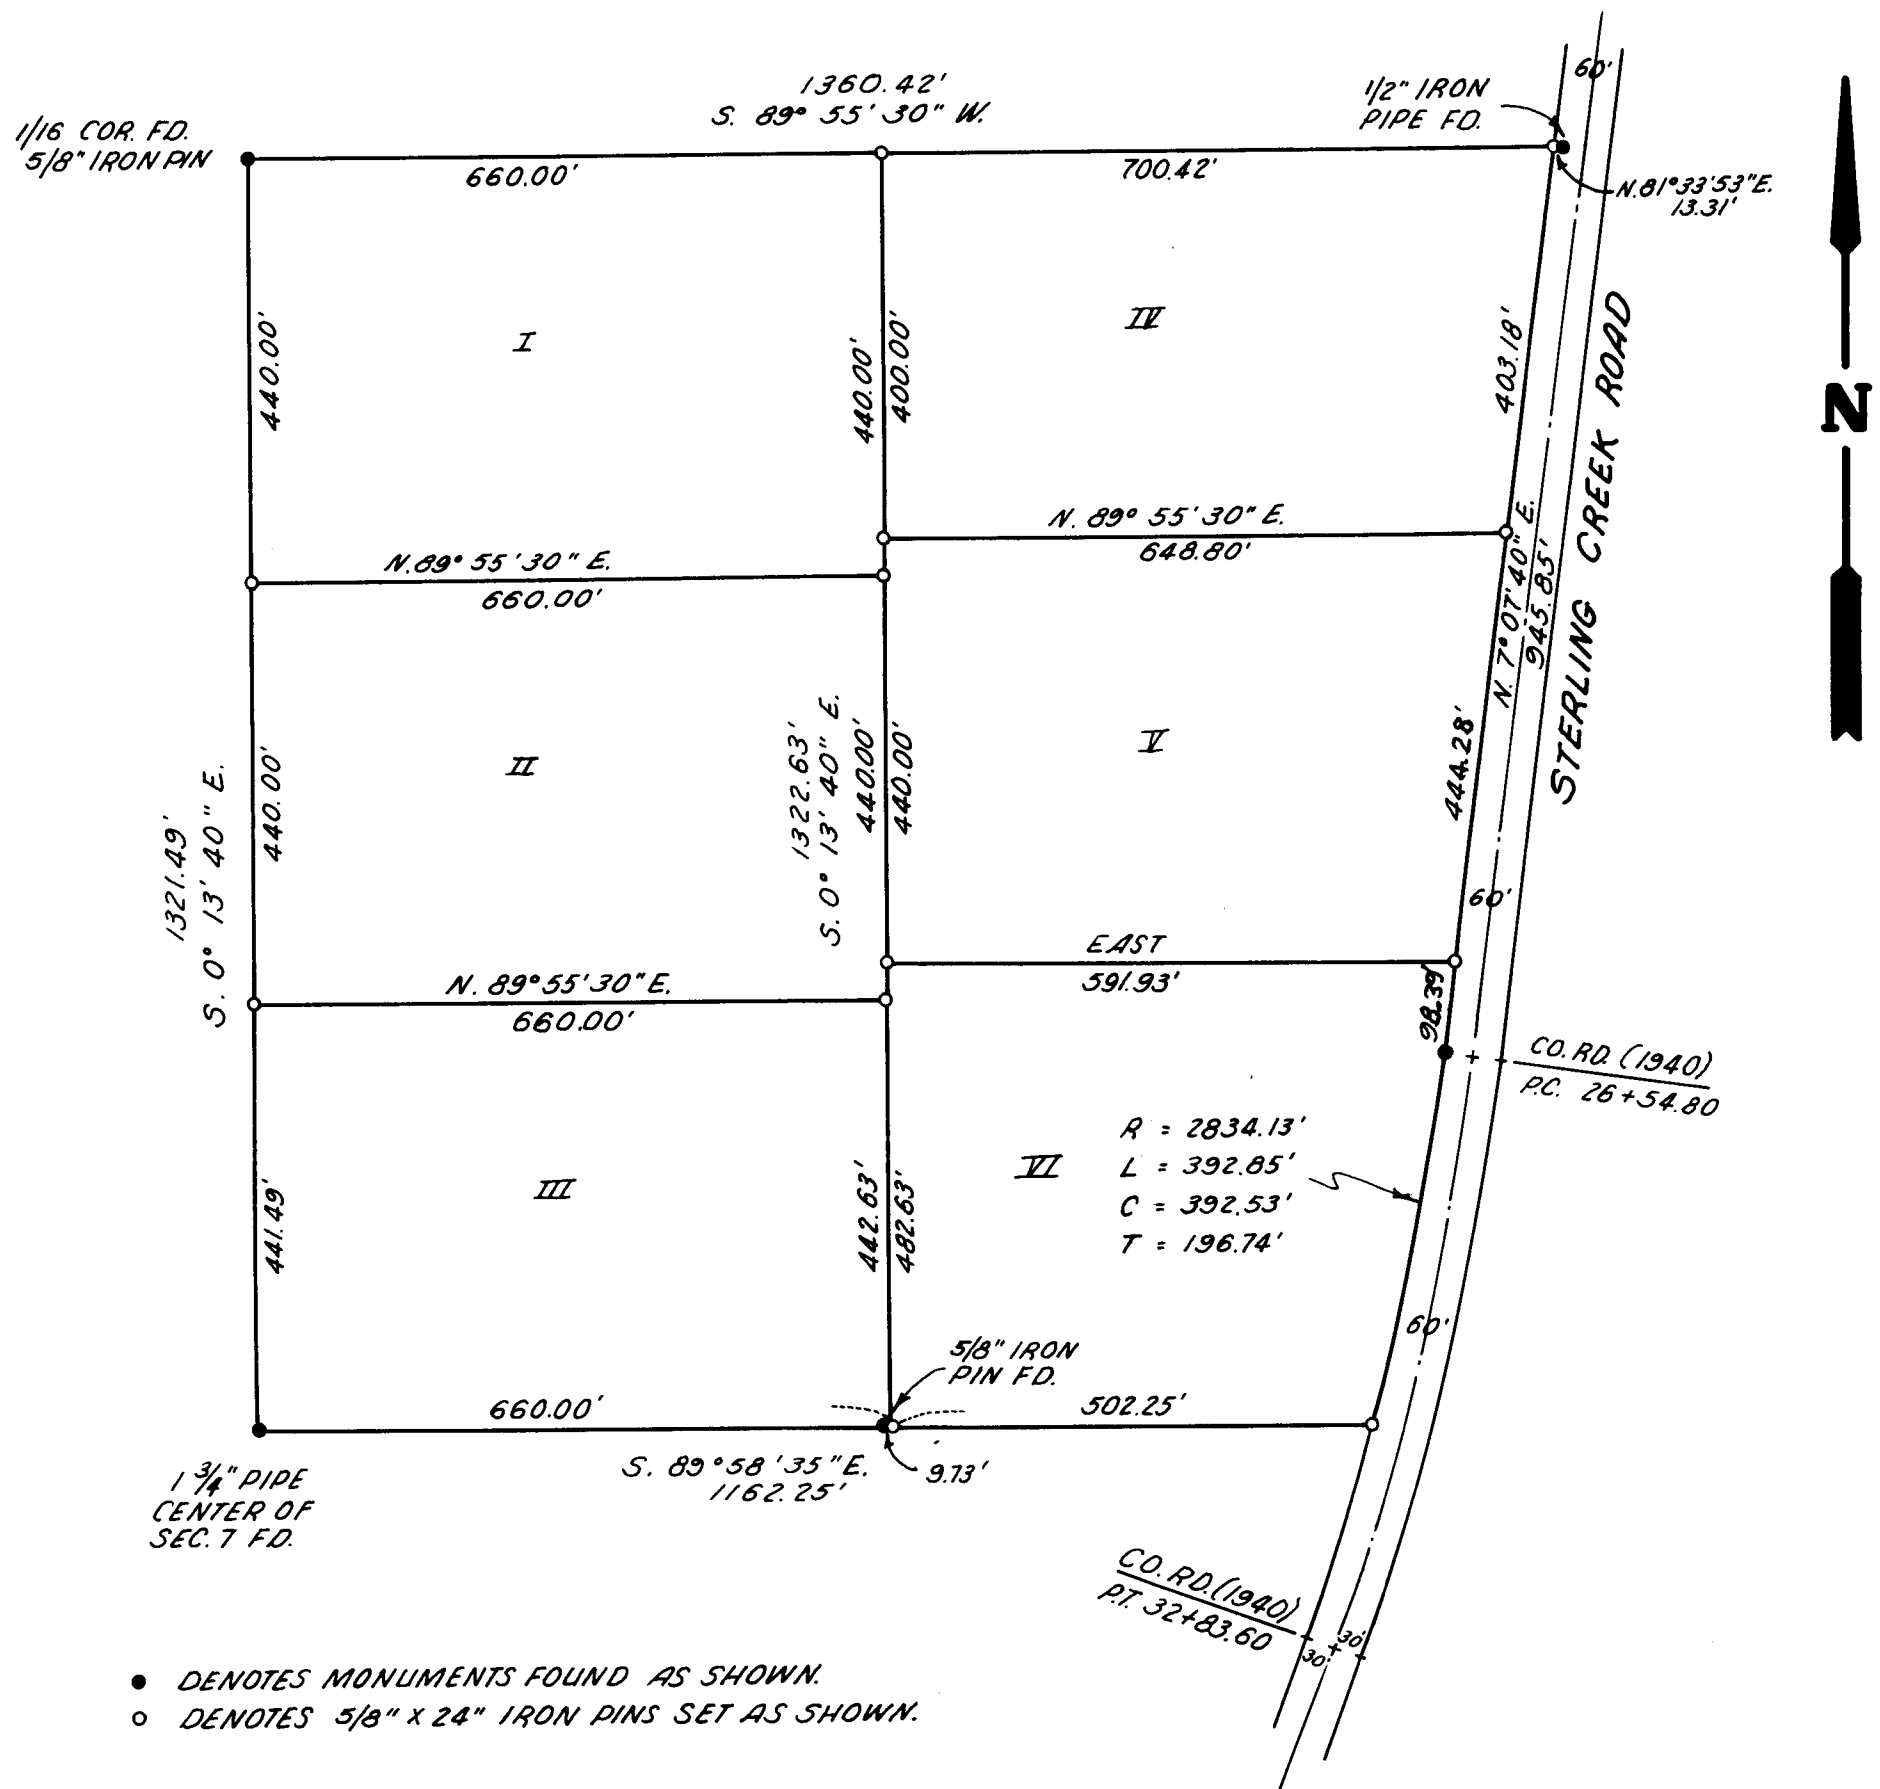 1360.42'
S. 89° 55' 30" W.
1/16 COR. FD.
5/8" IRON PIN
1/2" IRON
PIPE FD.
60'
660.00'
700.42'
N. 81° 33' 53" E.
13.31'
I
IV
440.00'
440.00'
400.00'
403.18'
STERLING CREEK ROAD
N
N. 89° 55' 30" E.
648.80'
N. 89° 55' 30" E.
660.00'
N. 7° 07' 40" E.
945.85'
II
V
1321.49'
S. 0° 13' 40" E.
440.00'
1322.63'
S. 0° 13' 40" E.
440.00'
440.00'
444.28'
60'
EAST
591.93'
N. 89° 55' 30" E.
660.00'
98.39'
CO. RD. (1940)
P.C. 26+54.80
III
VI
441.49'
442.63'
482.63'
R = 2834.13'
L = 392.85'
C = 392.53'
T = 196.74'
60'
5/8" IRON
PIN FD.
660.00'
502.25'
S. 89° 58' 35" E.
1162.25'
9.73'
1 3/4" PIPE
CENTER OF
SEC. 7 FD.
CO. RD. (1940)
P.T. 32+83.60
30'
30'
● DENOTES MONUMENTS FOUND AS SHOWN.
○ DENOTES 5/8" X 24" IRON PINS SET AS SHOWN.